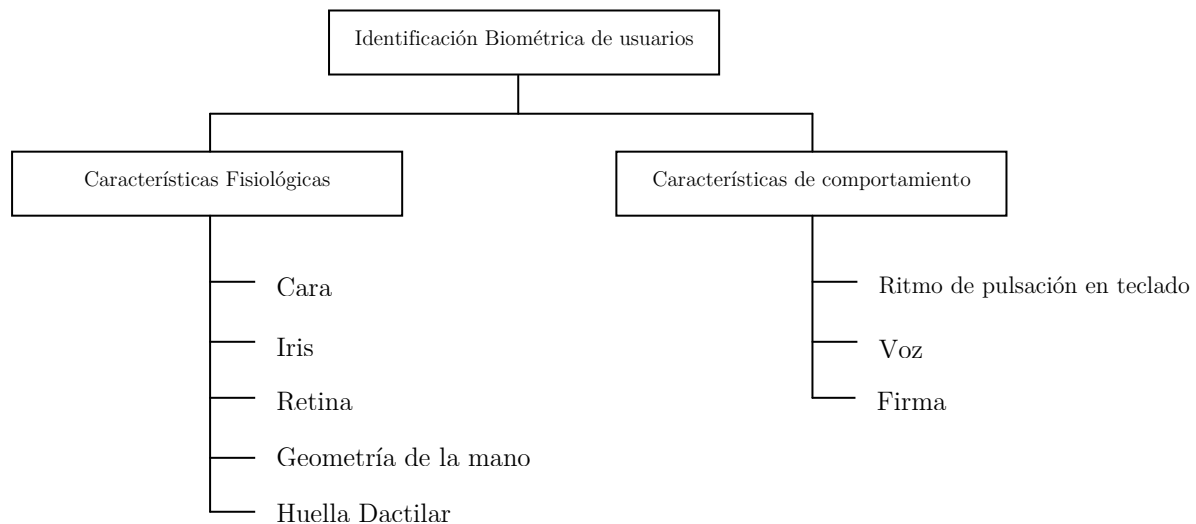 Identificación Biométrica de usuarios
Características Fisiológicas
Cara
Iris
Retina
Geometría de la mano
Huella Dactilar
Características de comportamiento
Ritmo de pulsación en teclado
Voz
Firma